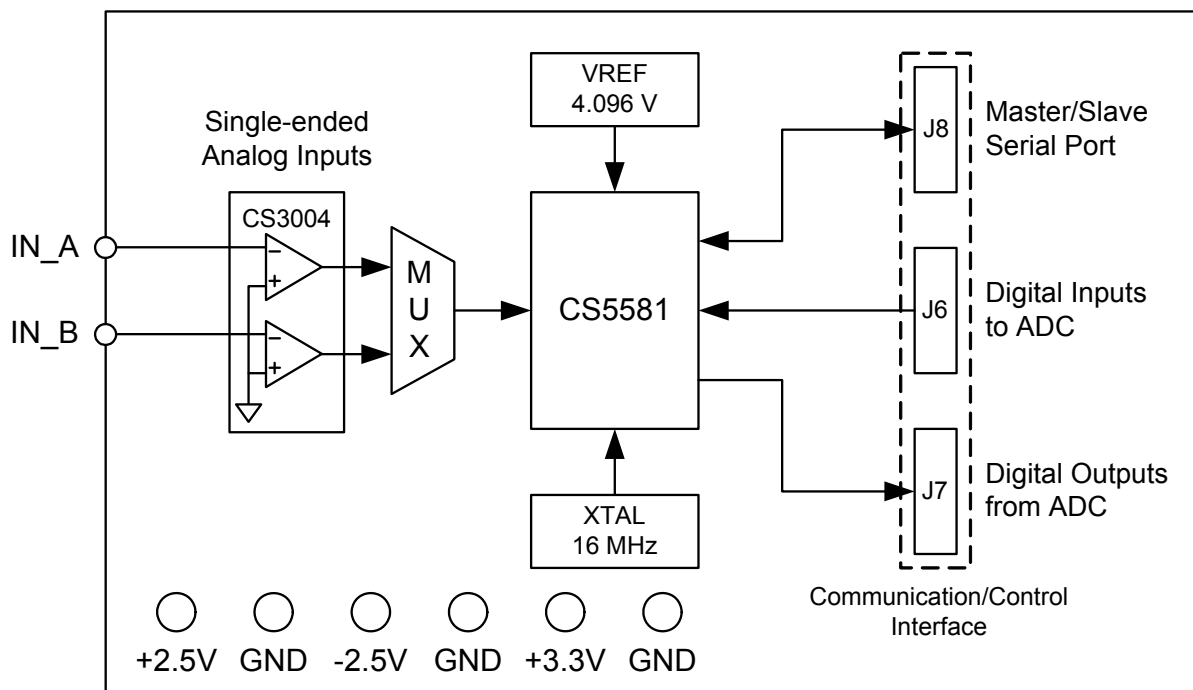 VREF
4.096 V
Single-ended
Analog Inputs
CS3004
IN_A
IN_B
−
+
−
+
M
U
X
CS5581
XTAL
16 MHz
J8
Master/Slave
Serial Port
J6
Digital Inputs
to ADC
J7
Digital Outputs
from ADC
Communication/Control
Interface
+2.5V GND -2.5V GND +3.3V GND